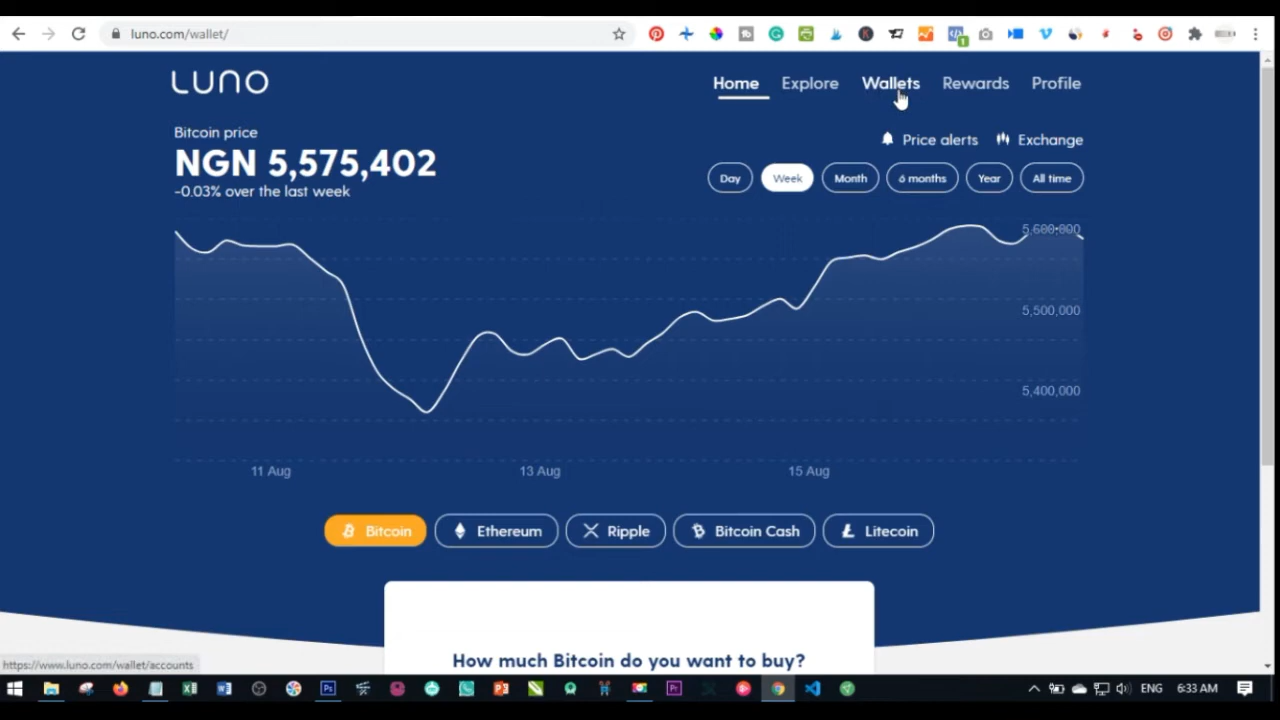 luno.com/wallet/
LUNO
Home Explore Wallets Rewards Profile
Bitcoin price
Price alerts Exchange
NGN 5,575,402
Day Week Month 6 months Year All time
-0.03% over the last week
5,600,000
5,500,000
5,400,000
11 Aug 13 Aug 15 Aug
Bitcoin Ethereum Ripple Bitcoin Cash Litecoin
How much Bitcoin do you want to buy?
https://www.luno.com/wallet/accounts
ENG 6:33 AM